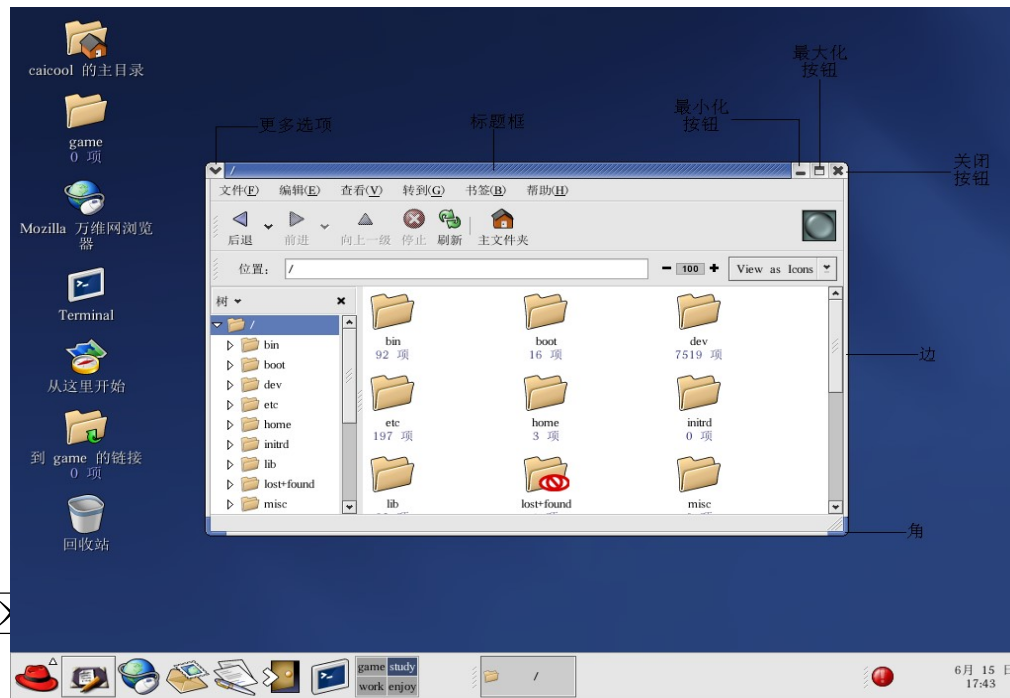 caicool 的主目录
game
0 项
Mozilla 万维网浏览
器
Terminal
从这里开始
到 game 的链接
0 项
回收站
更多选项
标题框
最小化
按钮
最大化
按钮
关闭
按钮
边
角
/
文件(F) 编辑(E) 查看(V) 转到(G) 书签(B) 帮助(H)
后退 前进 向上一级 停止 刷新 主文件夹
位置: / 100 View as Icons
树
/
bin
boot
dev
etc
home
initrd
lib
lost+found
misc
bin boot dev
92 项 16 项 7519 项
etc home initrd
197 项 3 项 0 项
lib lost+found misc
game study
work enjoy
/
6月 15 日
17:43